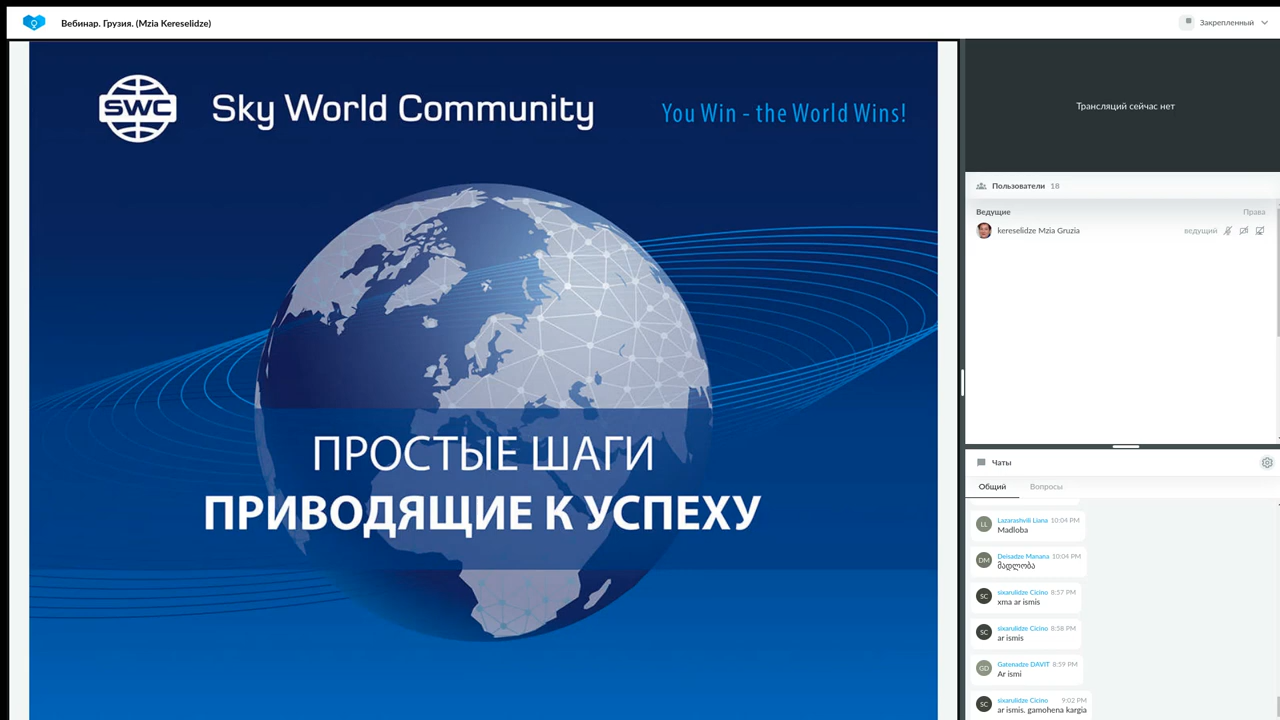 Вебинар. Грузия. (Mzia Kereselidze)
Закрепленный
SWC
Sky World Community
You Win - the World Wins!
ПРОСТЫЕ ШАГИ
ПРИВОДЯЩИЕ К УСПЕХУ
Трансляций сейчас нет
Пользователи 18
Ведущие Права
kereselidze Mzia Gruzia ведущий
Чаты
Общий Вопросы
LL Lazarashvili Liana 10:04 PM
Madloba
DM Deisadze Manana 10:04 PM
მადლობა
SC sixarulidze Cicino 8:57 PM
xma ar ismis
SC sixarulidze Cicino 8:58 PM
ar ismis
GD Gatenadze DAVIT 8:59 PM
Ar ismi
SC sixarulidze Cicino 9:02 PM
ar ismis. gamohena kargia